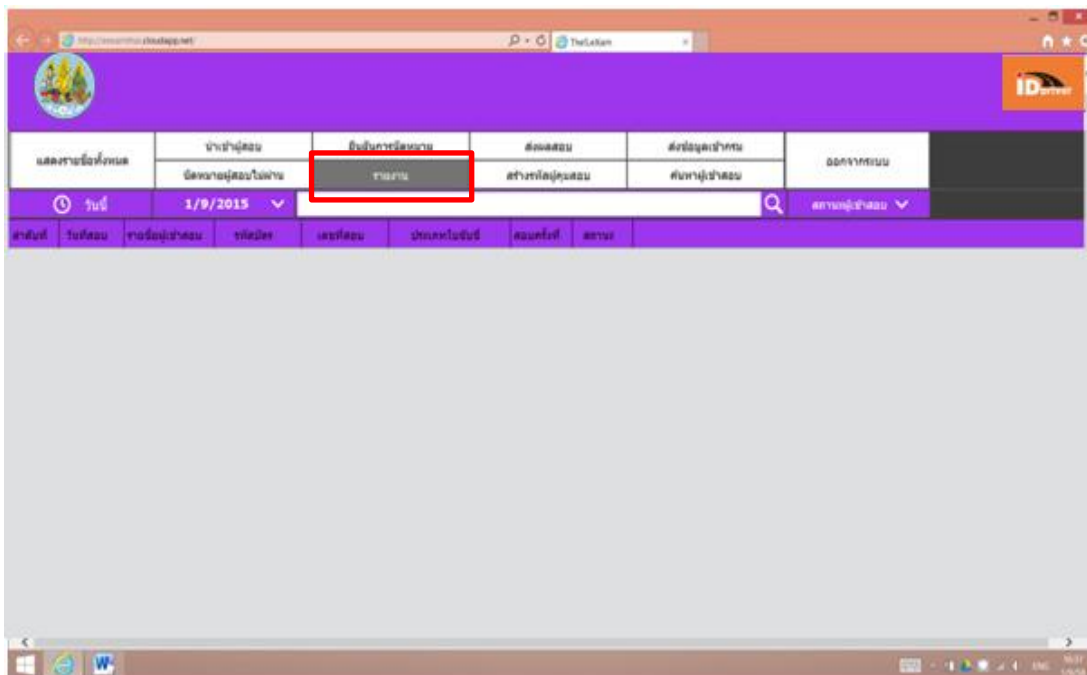 TheLeXam
iDriver
แสดงรายชื่อทั้งหมด
นำเข้าผู้สอบ
ยืนยันการนัดหมาย
ส่งผลสอบ
ส่งข้อมูลเข้ากรม
ออกจากระบบ
นัดหมายผู้สอบไม่ผ่าน
รายงาน
สร้างรหัสผู้คุมสอบ
ค้นหาผู้เข้าสอบ
วันที่ 1/9/2015 สถานะผู้เข้าสอบ
ลำดับที่ วันที่สอบ รายชื่อผู้เข้าสอบ รหัสบัตร เลขที่สอบ ประเภทใบขับขี่ สอบครั้งที่ สถานะ
ENG